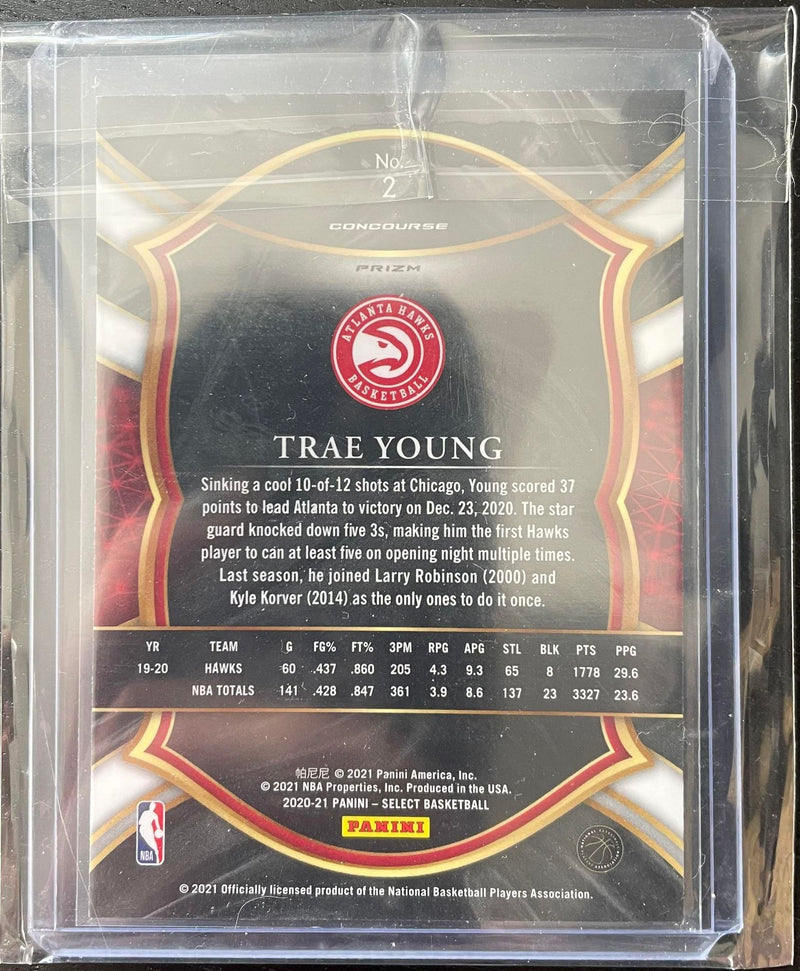 No.
2
CONCOURSE
PRIZM
ATLANTA HAWKS
BASKETBALL
TRAE YOUNG
Sinking a cool 10-of-12 shots at Chicago, Young scored 37
points to lead Atlanta to victory on Dec. 23, 2020. The star
guard knocked down five 3s, making him the first Hawks
player to can at least five on opening night multiple times.
Last season, he joined Larry Robinson (2000) and
Kyle Korver (2014) as the only ones to do it once.
YR TEAM G FG% FT% 3PM RPG APG STL BLK PTS PPG
19-20 HAWKS 60 .437 .860 205 4.3 9.3 65 8 1778 29.6
NBA TOTALS 141 .428 .847 361 3.9 8.6 137 23 3327 23.6
帕尼尼 © 2021 Panini America, Inc.
© 2021 NBA Properties, Inc. Produced in the USA.
2020-21 PANINI – SELECT BASKETBALL
PANINI
NBA
© 2021 Officially licensed product of the National Basketball Players Association.